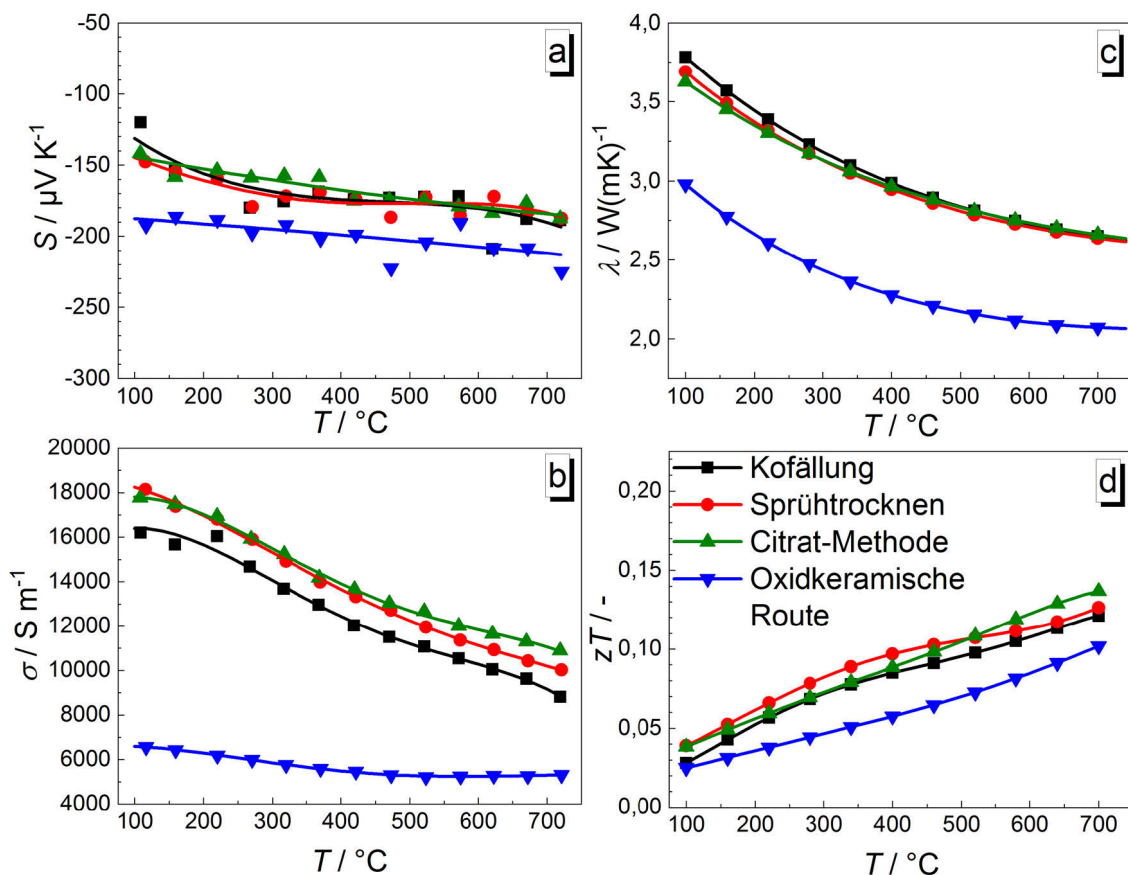 a
-50
-100
-150
-200
-250
-300
S / µV K⁻¹
100 200 300 400 500 600 700
T / °C
c
4,0
3,5
3,0
2,5
2,0
λ / W(mK)⁻¹
100 200 300 400 500 600 700
T / °C
b
20000
18000
16000
14000
12000
10000
8000
6000
4000
σ / S m⁻¹
100 200 300 400 500 600 700
T / °C
d
Kofällung
Sprühtrocknen
Citrat-Methode
Oxidkeramische
Route
0,20
0,15
0,10
0,05
0,00
zT / -
100 200 300 400 500 600 700
T / °C